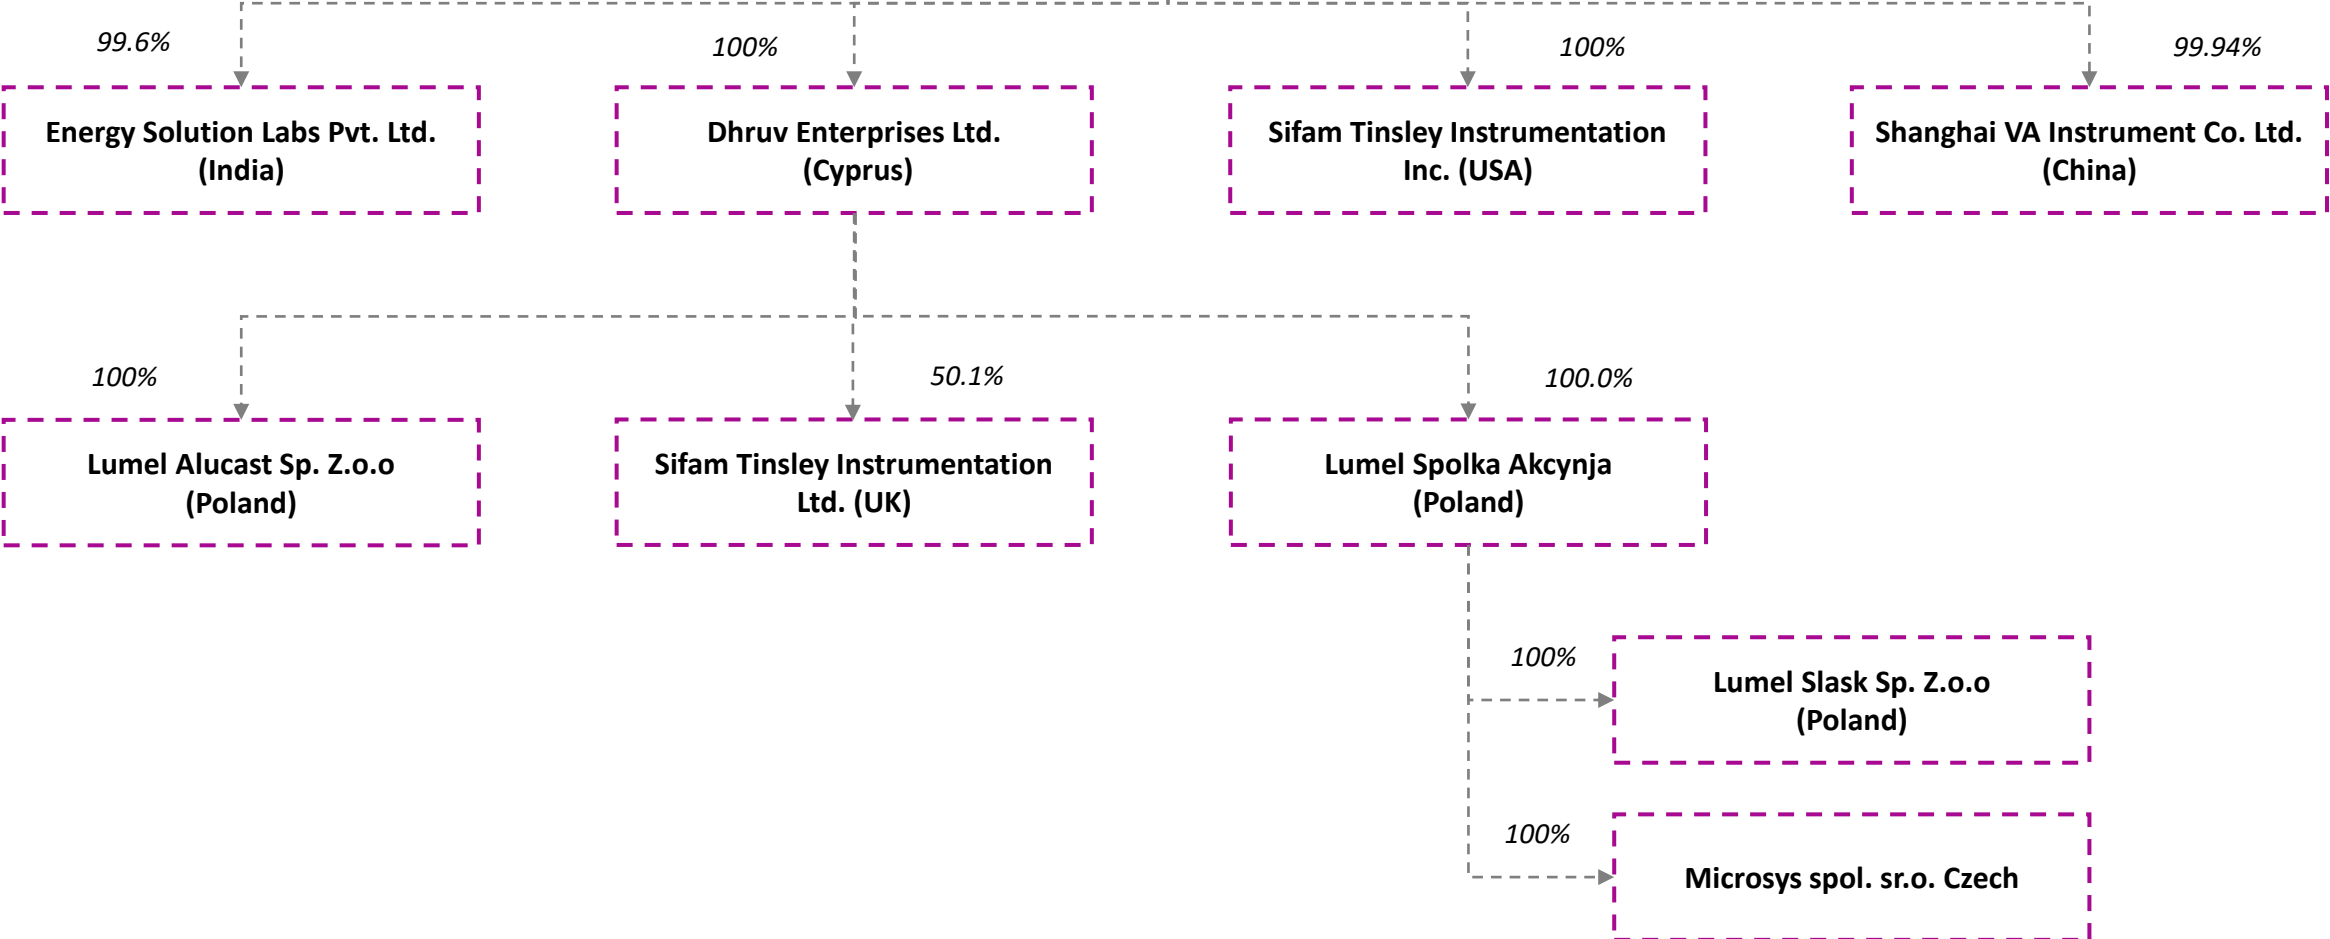 99.6%
100%
100%
99.94%
Energy Solution Labs Pvt. Ltd.
(India)
Dhruv Enterprises Ltd.
(Cyprus)
Sifam Tinsley Instrumentation
Inc. (USA)
Shanghai VA Instrument Co. Ltd.
(China)
100%
50.1%
100.0%
Lumel Alucast Sp. Z.o.o
(Poland)
Sifam Tinsley Instrumentation
Ltd. (UK)
Lumel Spolka Akcynja
(Poland)
100%
Lumel Slask Sp. Z.o.o
(Poland)
100%
Microsys spol. sr.o. Czech